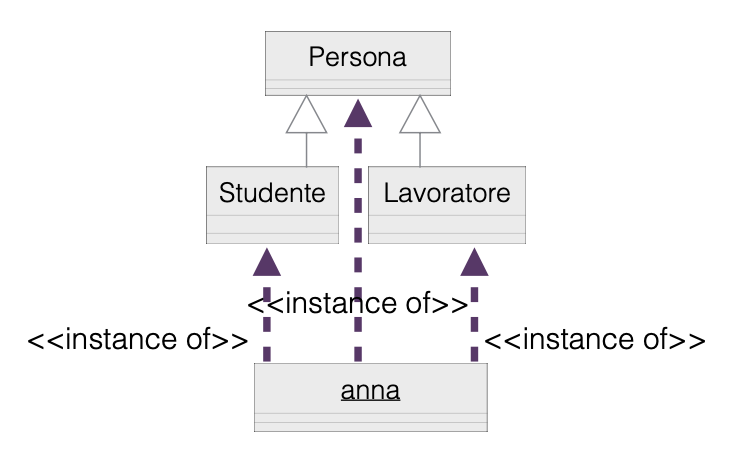 Persona
Studente
Lavoratore
<<instance of>>
<<instance of>>
<<instance of>>
anna